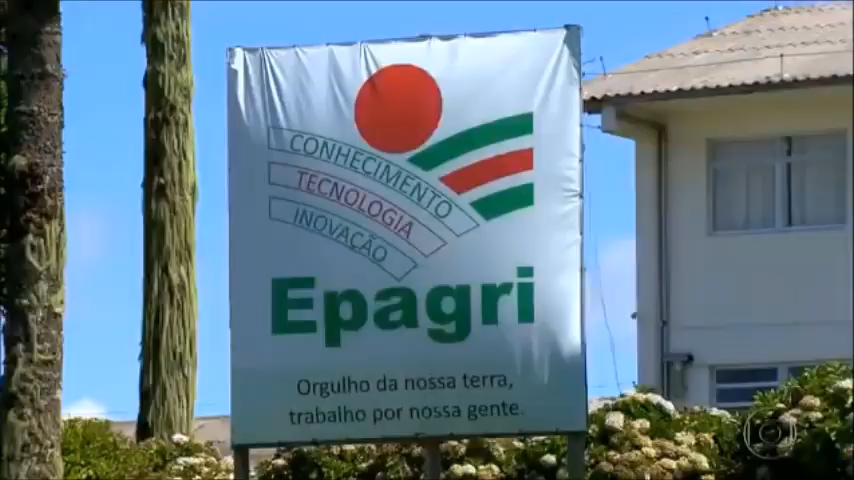 CONHECIMENTO
TECNOLOGIA
INOVAÇÃO
Epagri
Orgulho da nossa terra,
trabalho por nossa gente.